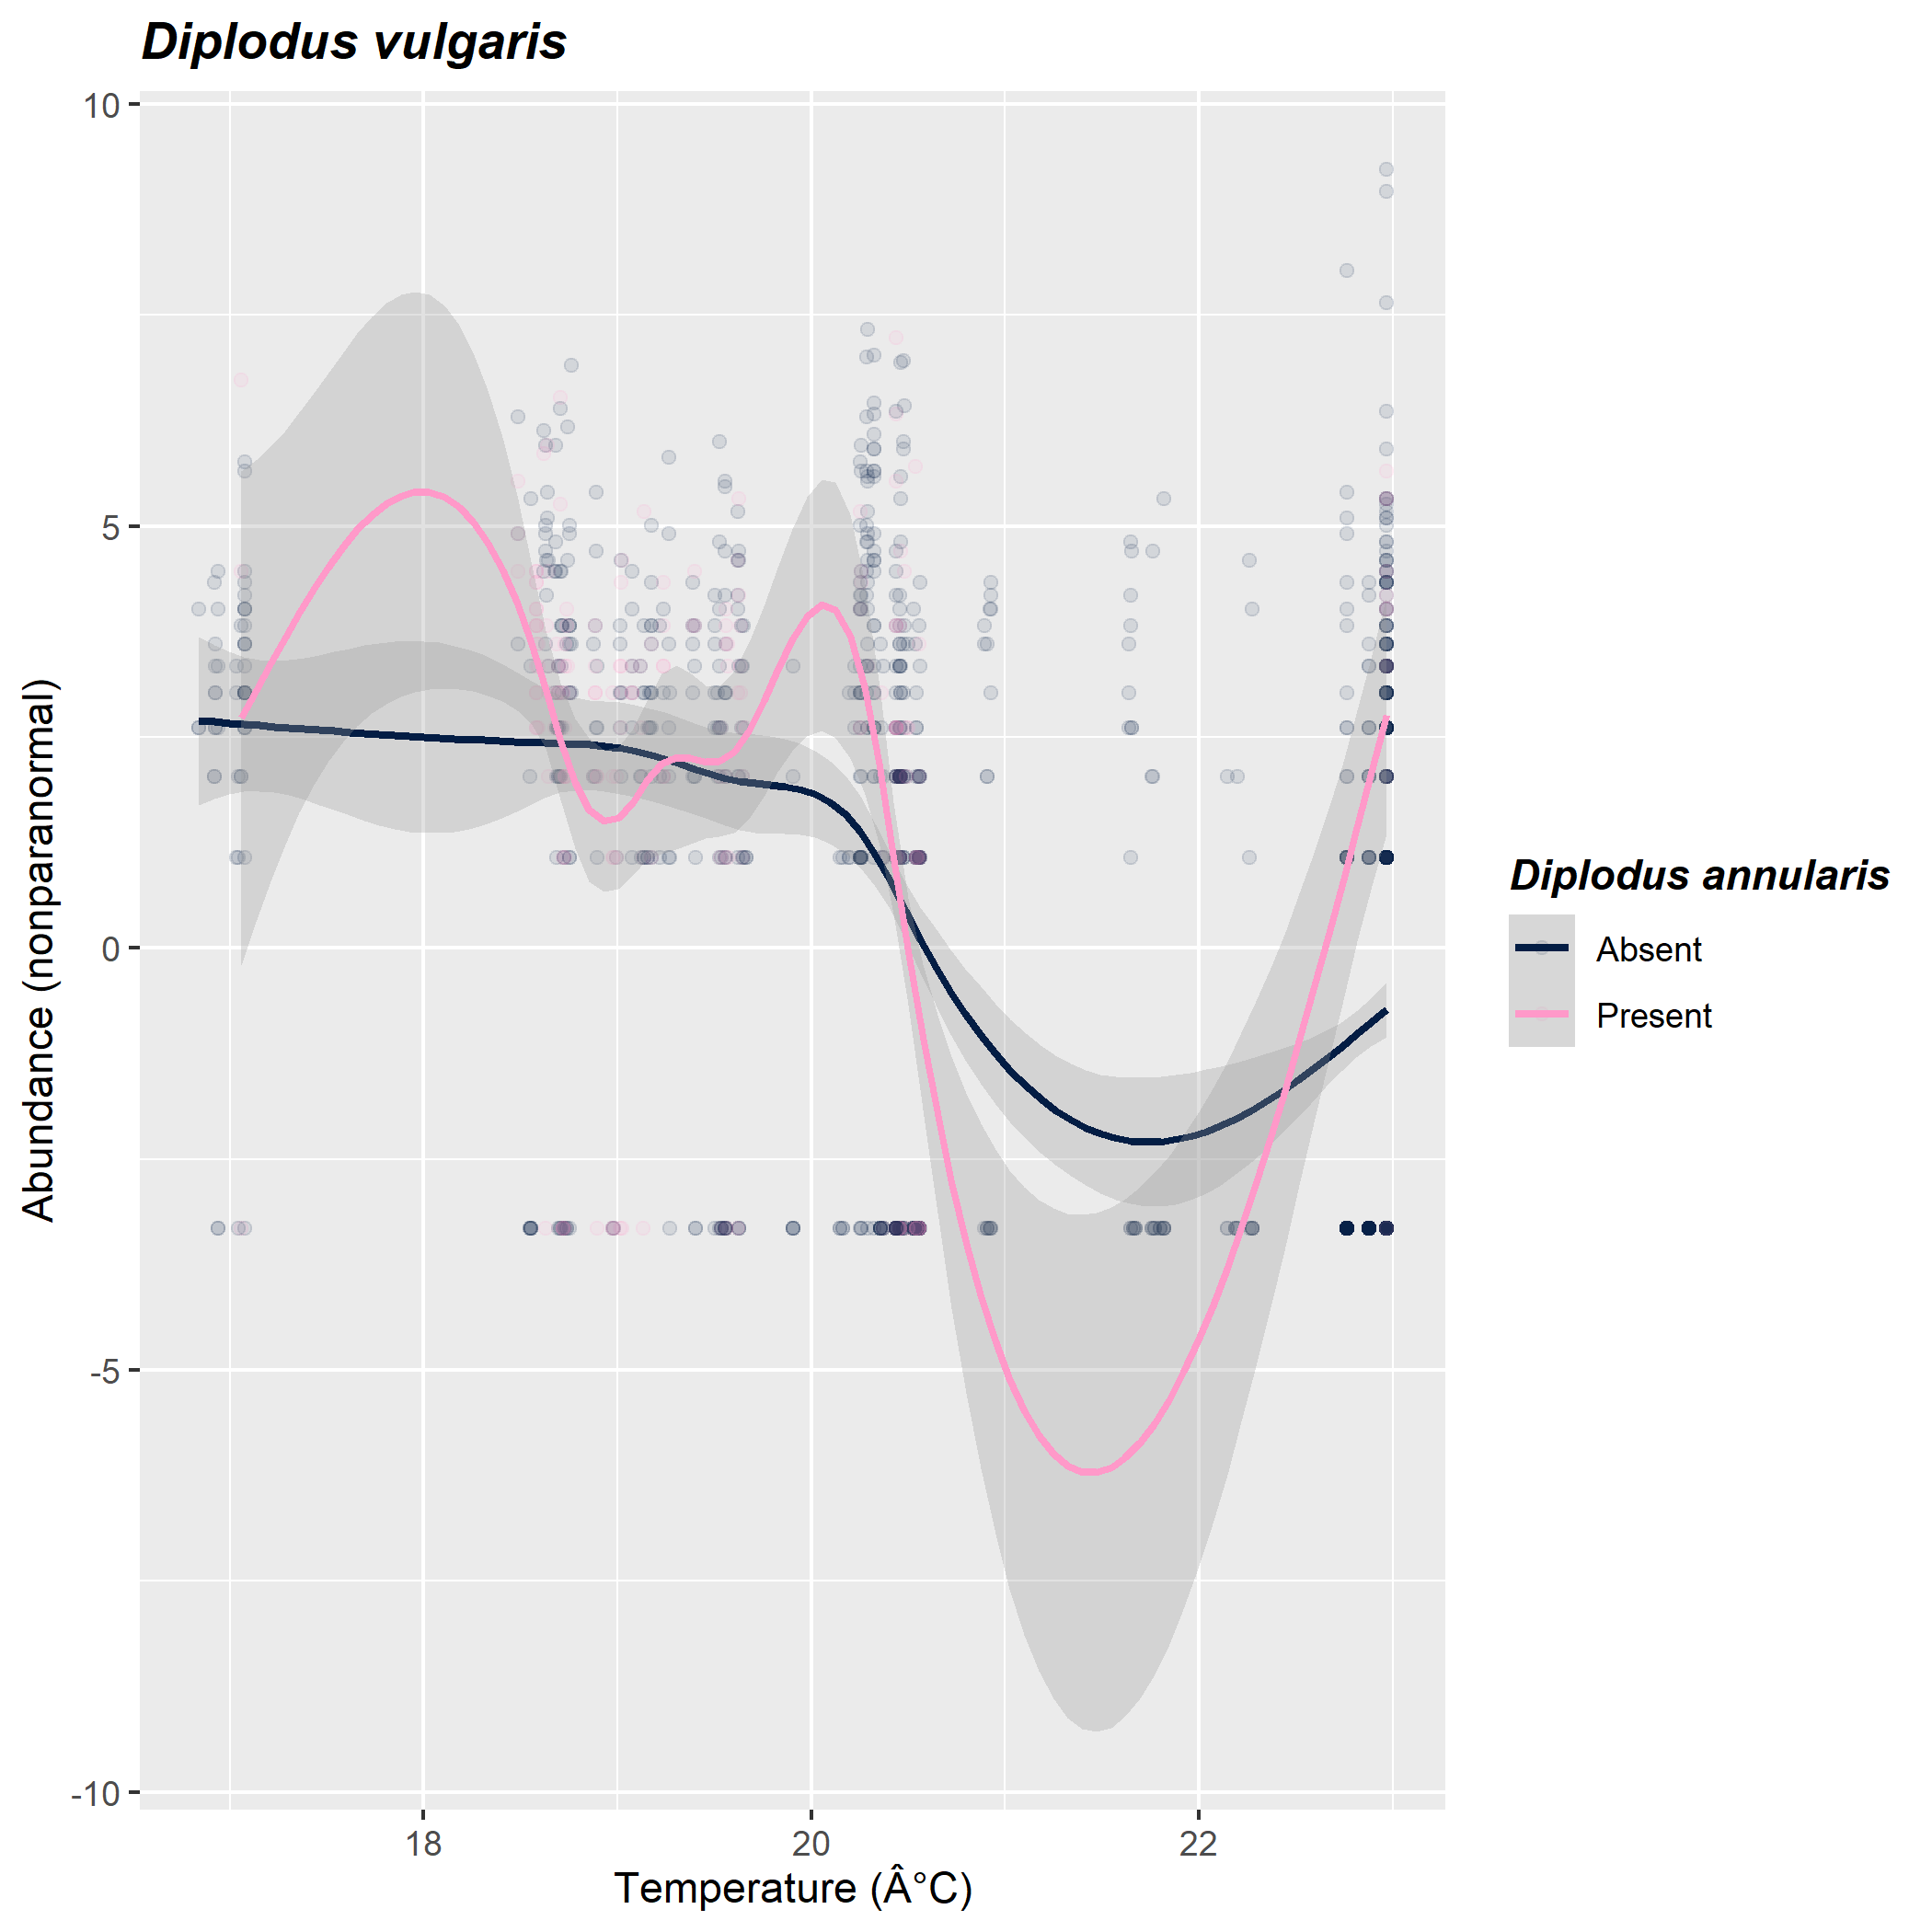 Diplodus vulgaris
10
5
0
-5
-10
Abundance (nonparanormal)
18
20
22
Temperature (Â°C)
Diplodus annularis
Absent
Present